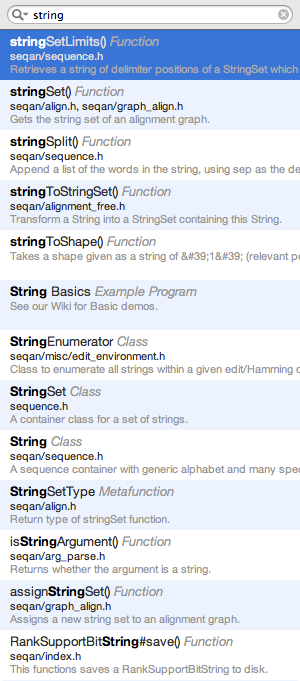 string
stringSetLimits() Function
seqan/sequence.h
Retrieves a string of delimiter positions of a StringSet which
stringSet() Function
seqan/align.h, seqan/graph_align.h
Gets the string set of an alignment graph.
stringSplit() Function
seqan/sequence.h
Append a list of the words in the string, using sep as the de
stringToStringSet() Function
seqan/alignment_free.h
Transform a String into a StringSet containing this String.
stringToShape() Function
Takes a shape given as a string of &#39;1&#39; (relevant po
String Basics Example Program
See our Wiki for Basic demos.
StringEnumerator Class
seqan/misc/edit_environment.h
Class to enumerate all strings within a given edit/Hamming d
StringSet Class
sequence.h
A container class for a set of strings.
String Class
seqan/sequence.h
A sequence container with generic alphabet and many spec
StringSetType Metafunction
seqan/align.h
Return type of stringSet function.
isStringArgument() Function
seqan/arg_parse.h
Returns whether the argument is a string.
assignStringSet() Function
seqan/graph_align.h
Assigns a new string set to an alignment graph.
RankSupportBitString#save() Function
seqan/index.h
This functions saves a RankSupportBitString to disk.